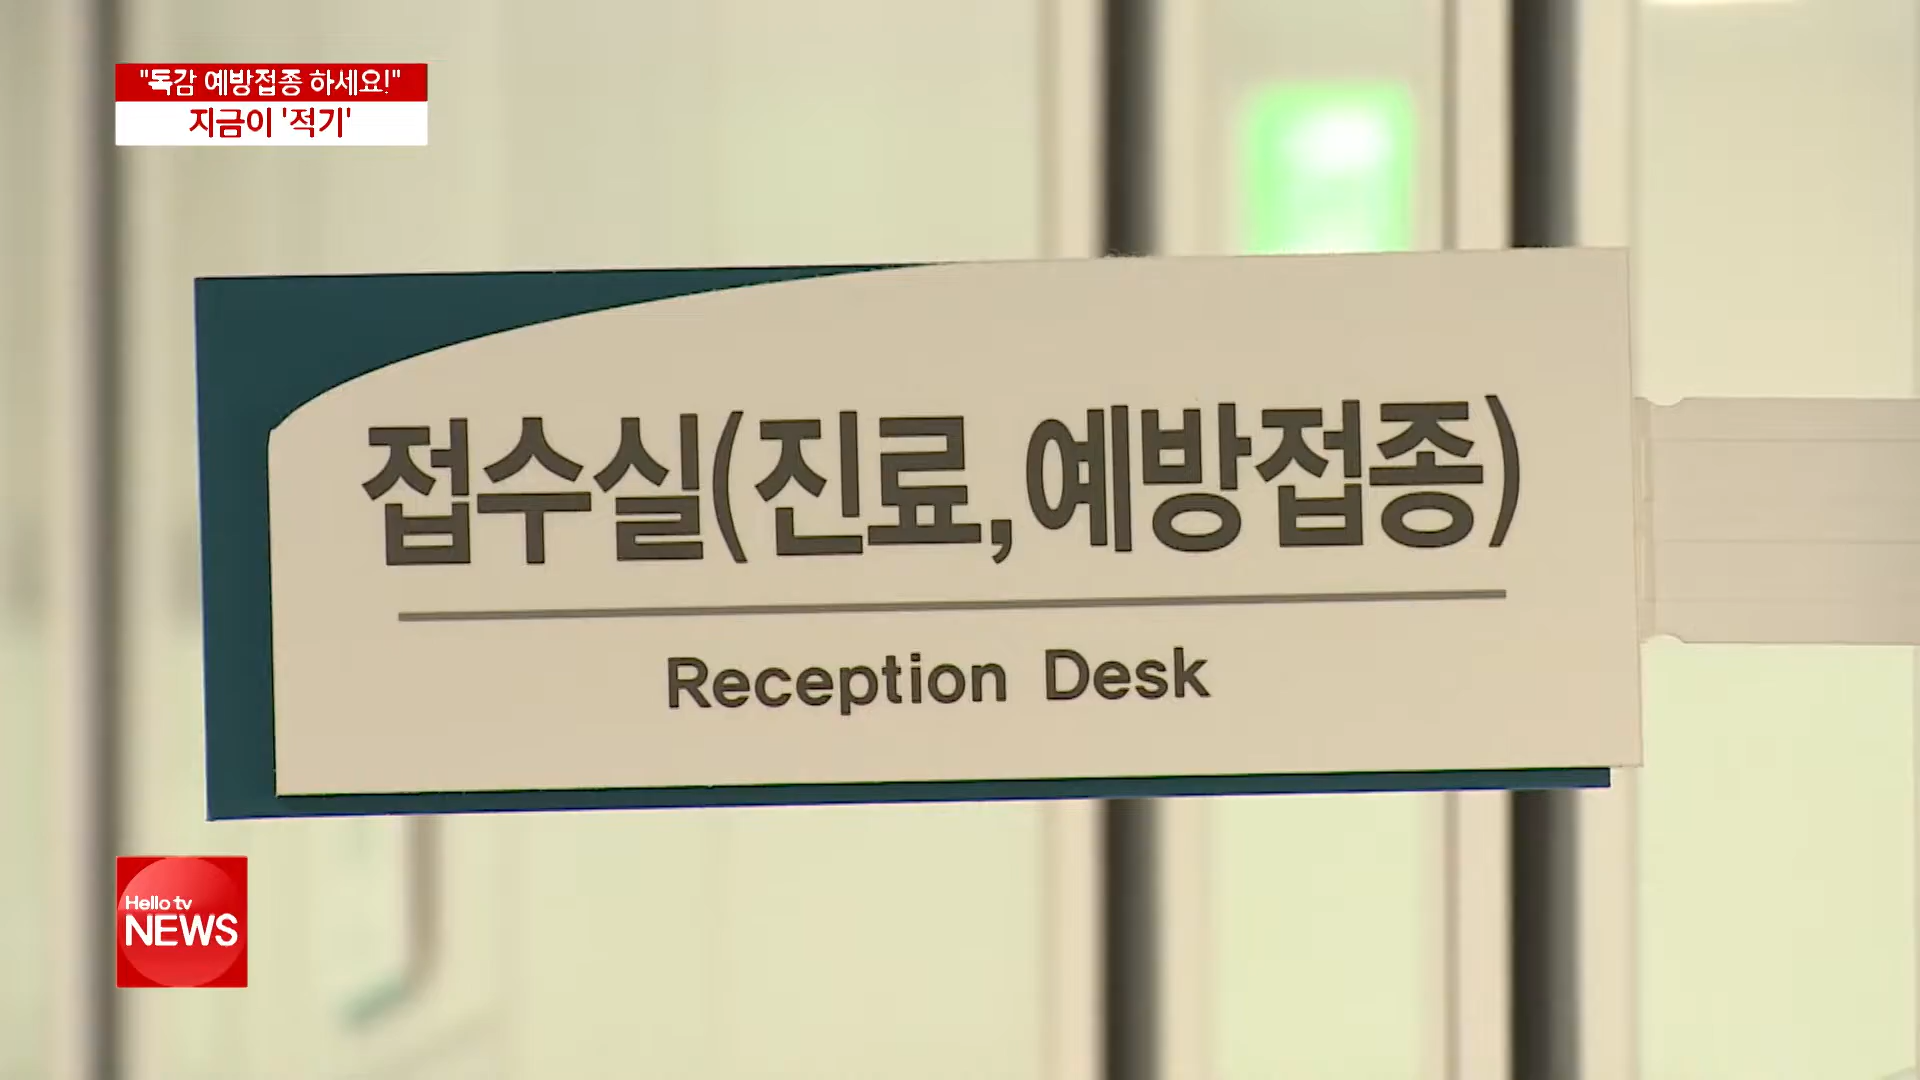 "독감 예방접종 하세요!"
지금이 '적기'
접수실(진료,예방접종)
Reception Desk
Hello tv
NEWS